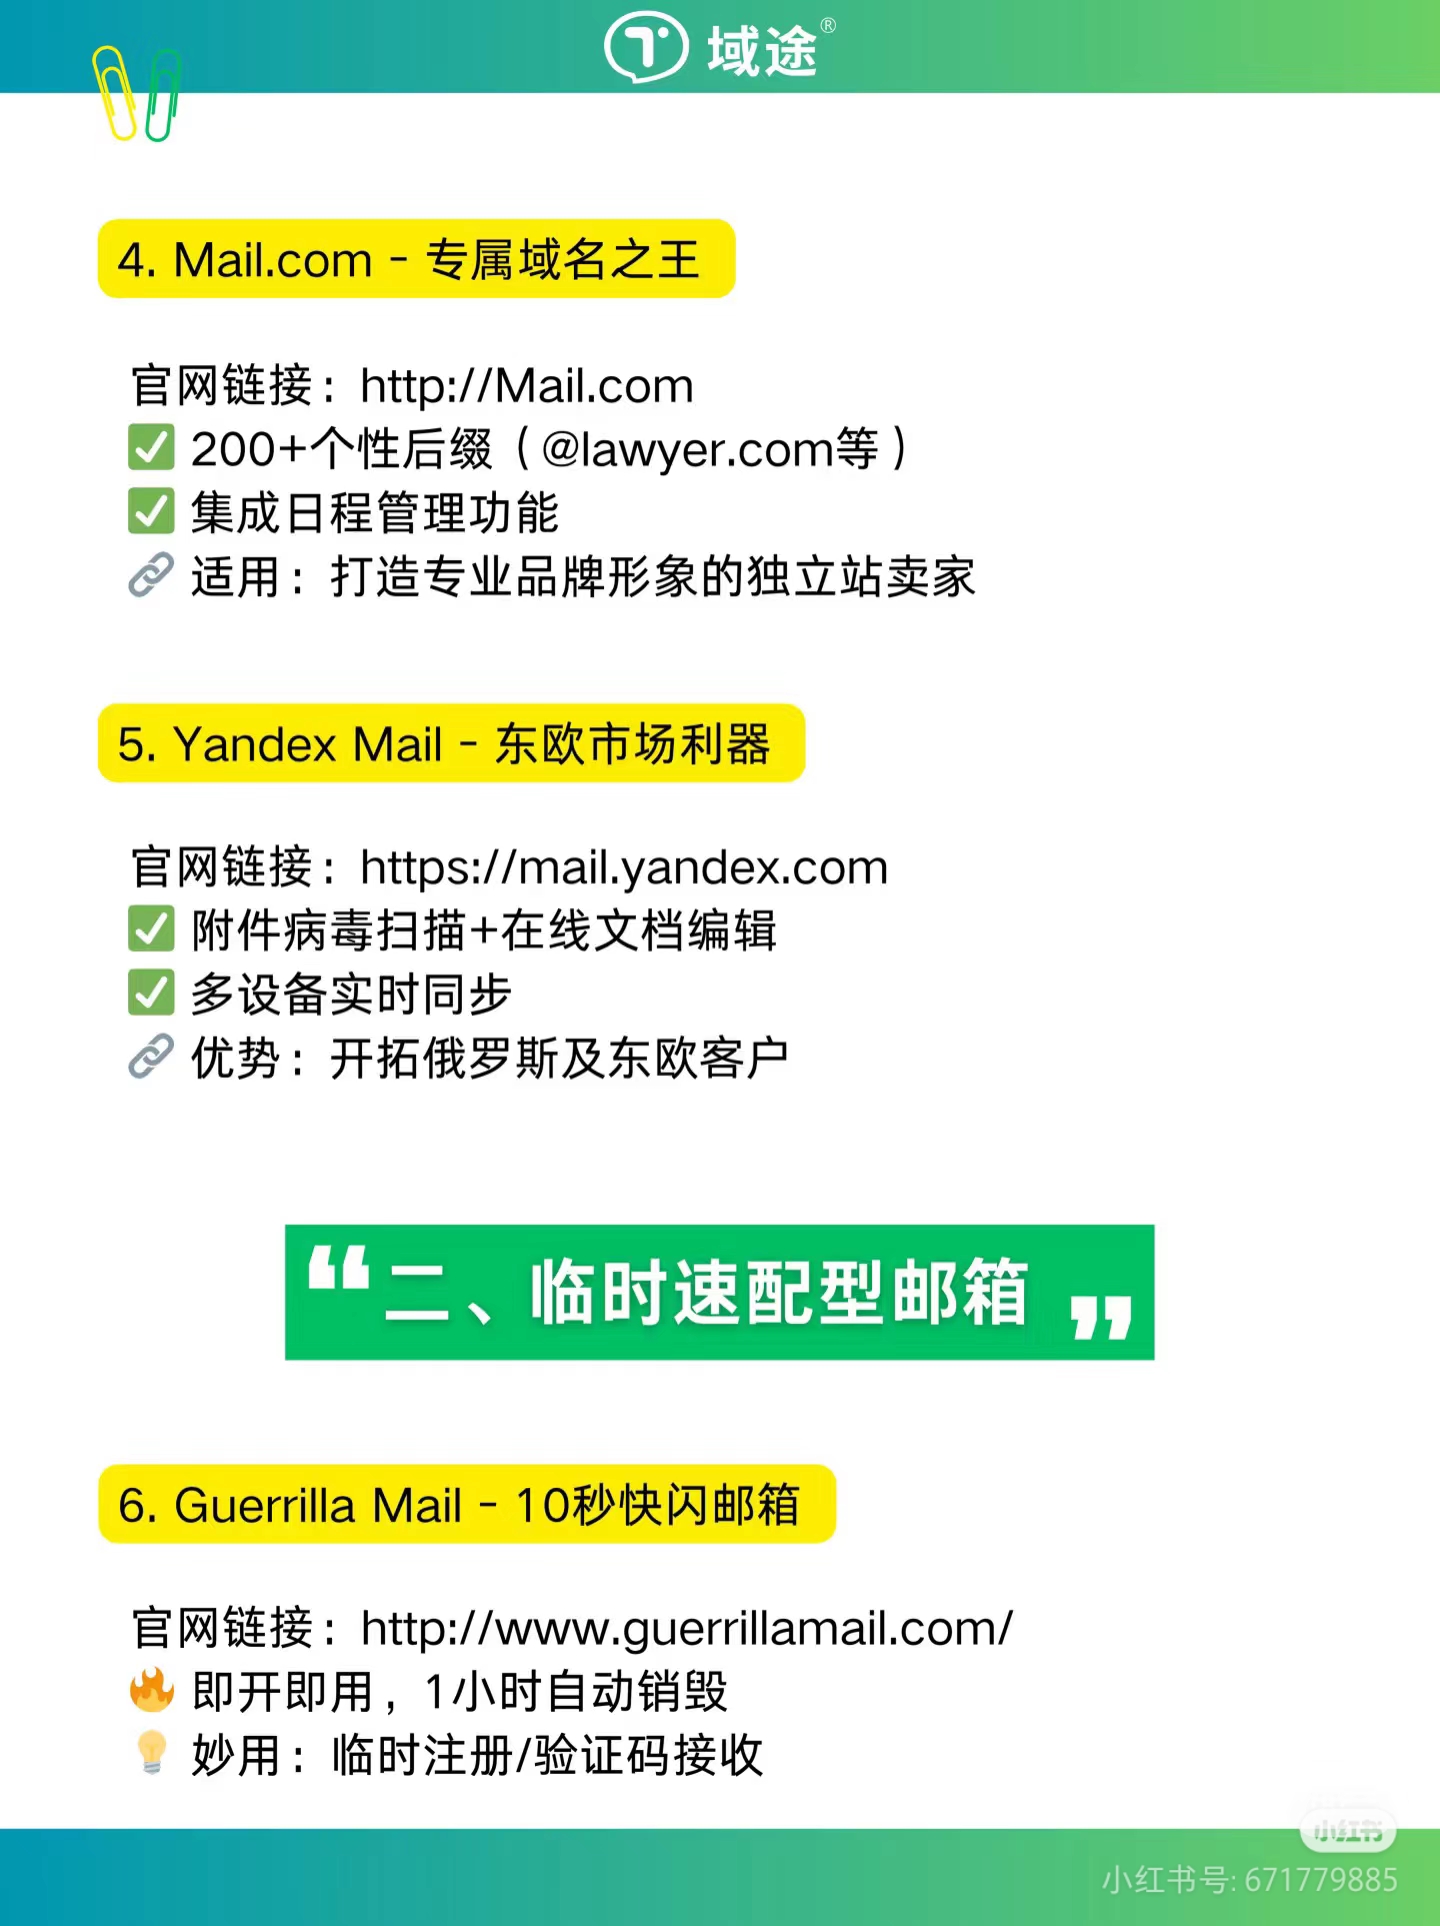 域途®
4. Mail.com - 专属域名之王
官网链接：http://Mail.com
✅ 200+个性后缀（@lawyer.com等）
✅ 集成日程管理功能
🔗 适用：打造专业品牌形象的独立站卖家
5. Yandex Mail - 东欧市场利器
官网链接：https://mail.yandex.com
✅ 附件病毒扫描+在线文档编辑
✅ 多设备实时同步
🔗 优势：开拓俄罗斯及东欧客户
“二、临时速配型邮箱”
6. Guerrilla Mail - 10秒快闪邮箱
官网链接：http://www.guerrillamail.com/
🔥 即开即用，1小时自动销毁
💡 妙用：临时注册/验证码接收
小红书
小红书号: 671779885